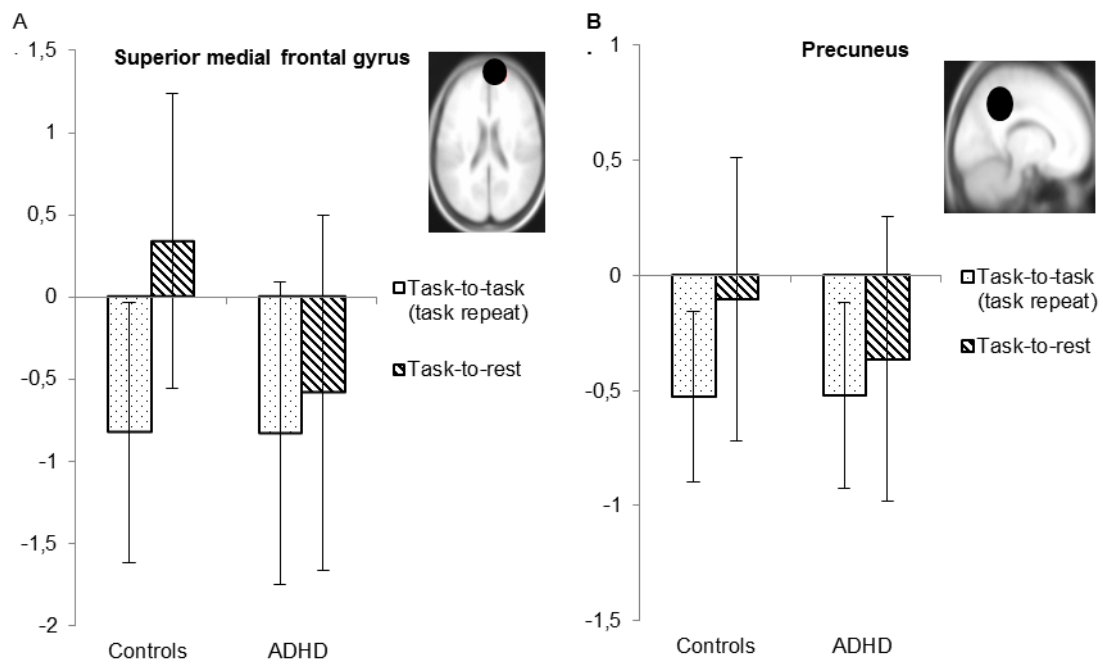 A
Superior medial frontal gyrus
1,5
1
0,5
0
-0,5
-1
-1,5
-2
Controls
ADHD
Task-to-task
(task repeat)
Task-to-rest
B
Precuneus
1
0,5
0
-0,5
-1
-1,5
Controls
ADHD
Task-to-task
(task repeat)
Task-to-rest